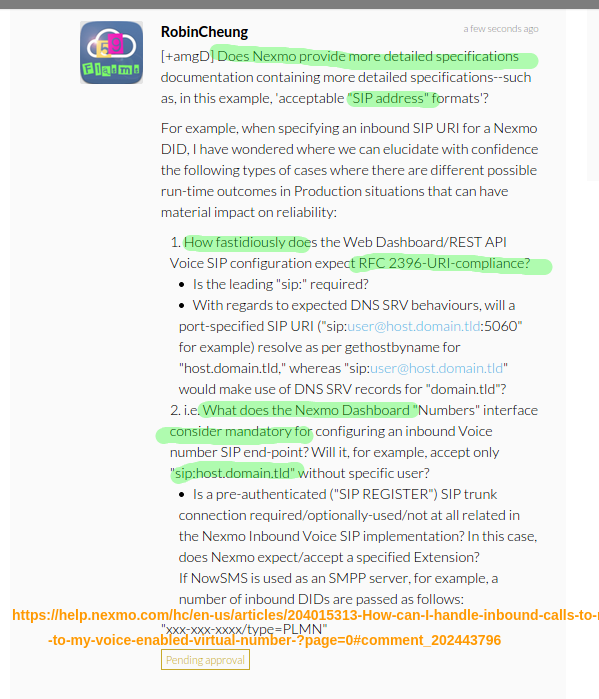 RobinCheung
a few seconds ago
[+amgD] Does Nexmo provide more detailed specifications
documentation containing more detailed specifications--such
as, in this example, 'acceptable "SIP address" formats'?
For example, when specifying an inbound SIP URI for a Nexmo
DID, I have wondered where we can elucidate with confidence
the following types of cases where there are different possible
run-time outcomes in Production situations that can have
material impact on reliability:
1. How fastidiously does the Web Dashboard/REST API
Voice SIP configuration expect RFC 2396-URI-compliance?
• Is the leading "sip:" required?
• With regards to expected DNS SRV behaviours, will a
port-specified SIP URI ("sip:user@host.domain.tld:5060"
for example) resolve as per gethostbyname for
"host.domain.tld," whereas "sip:user@host.domain.tld"
would make use of DNS SRV records for "domain.tld"?
2. i.e. What does the Nexmo Dashboard "Numbers" interface
consider mandatory for configuring an inbound Voice
number SIP end-point? Will it, for example, accept only
"sip:host.domain.tld" without specific user?
• Is a pre-authenticated ("SIP REGISTER") SIP trunk
connection required/optionally-used/not at all related in
the Nexmo Inbound Voice SIP implementation? In this case,
does Nexmo expect/accept a specified Extension?
If NowSMS is used as an SMPP server, for example, a
number of inbound DIDs are passed as follows:
https://help.nexmo.com/hc/en-us/articles/204015313-How-can-I-handle-inbound-calls-to-
"xxx-xxx-xxxx/type=PLMN"
-to-my-voice-enabled-virtual-number-?page=0#comment_202443796
Pending approval